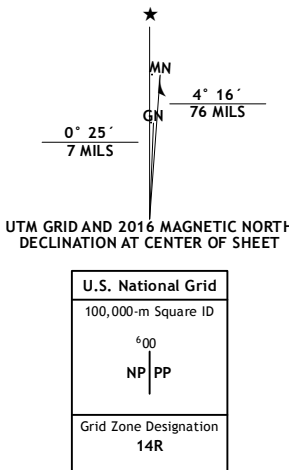 ★
MN
GN
4° 16´
76 MILS
0° 25´
7 MILS
UTM GRID AND 2016 MAGNETIC NORTH
DECLINATION AT CENTER OF SHEET
U.S. National Grid
100,000-m Square ID
⁶00
NP PP
Grid Zone Designation
14R